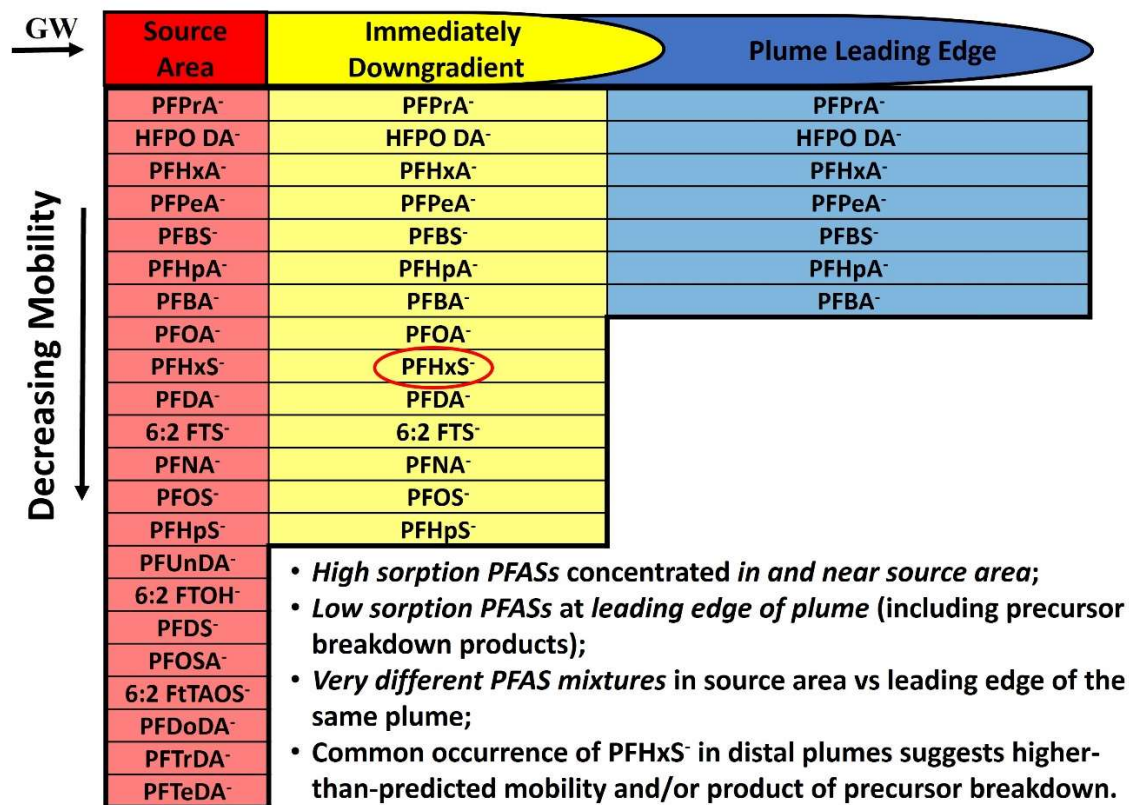 GW
Source
Area
Immediately
Downgradient
Plume Leading Edge
Decreasing Mobility
PFPrA⁻ PFPrA⁻ PFPrA⁻
HFPO DA⁻ HFPO DA⁻ HFPO DA⁻
PFHxA⁻ PFHxA⁻ PFHxA⁻
PFPeA⁻ PFPeA⁻ PFPeA⁻
PFBS⁻ PFBS⁻ PFBS⁻
PFHpA⁻ PFHpA⁻ PFHpA⁻
PFBA⁻ PFBA⁻ PFBA⁻
PFOA⁻ PFOA⁻
PFHxS⁻ PFHxS⁻
PFDA⁻ PFDA⁻
6:2 FTS⁻ 6:2 FTS⁻
PFNA⁻ PFNA⁻
PFOS⁻ PFOS⁻
PFHpS⁻ PFHpS⁻
PFUnDA⁻
6:2 FTOH⁻
PFDS⁻
PFOSA⁻
6:2 FtTAOS⁻
PFDoDA⁻
PFTrDA⁻
PFTeDA⁻
• High sorption PFASs concentrated in and near source area;
• Low sorption PFASs at leading edge of plume (including precursor
breakdown products);
• Very different PFAS mixtures in source area vs leading edge of the
same plume;
• Common occurrence of PFHxS⁻ in distal plumes suggests higher-
than-predicted mobility and/or product of precursor breakdown.